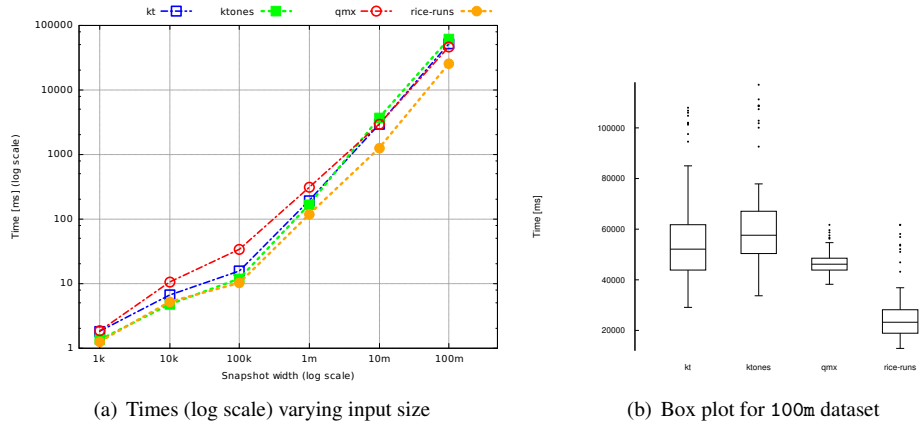 kt ktones qmx rice-runs
100000
10000
1000
100
10
1
Time [ms] (log scale)
1k 10k 100k 1m 10m 100m
Snapshot width (log scale)
(a) Times (log scale) varying input size
100000
80000
60000
40000
20000
Time [ms]
kt ktones qmx rice-runs
(b) Box plot for 100m dataset